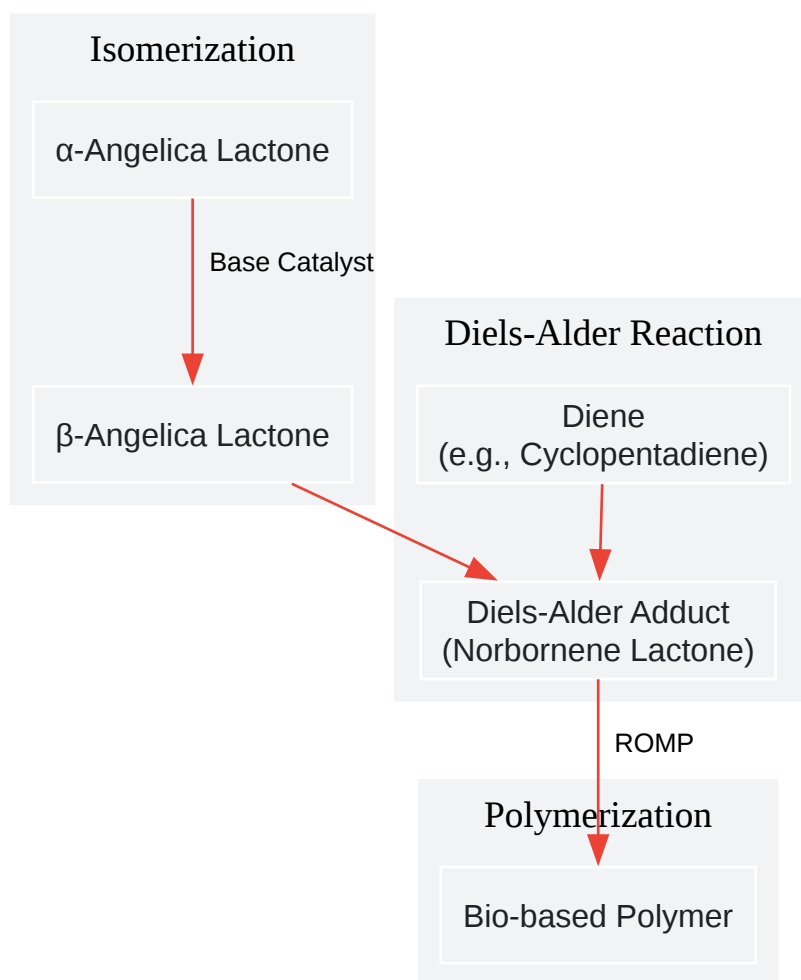 Isomerization
α-Angelica Lactone
Base Catalyst
β-Angelica Lactone
Diels-Alder Reaction
Diene
(e.g., Cyclopentadiene)
Diels-Alder Adduct
(Norbornene Lactone)
ROMP
Polymerization
Bio-based Polymer